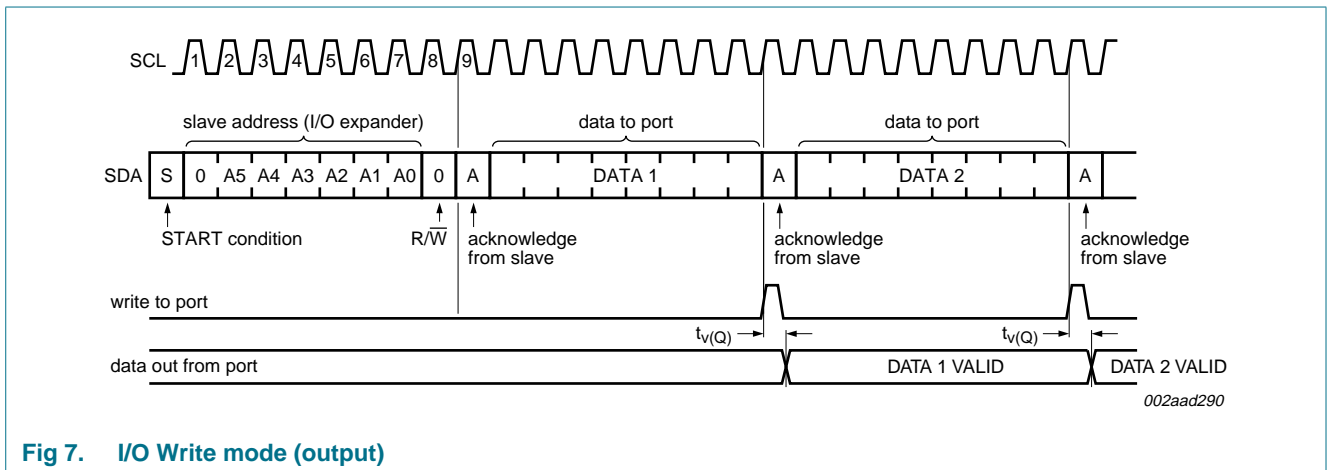 SCL 1 2 3 4 5 6 7 8 9
slave address (I/O expander) data to port data to port
SDA S 0 A5 A4 A3 A2 A1 A0 0 A DATA 1 A DATA 2 A
START condition R/W̅ acknowledge from slave acknowledge from slave acknowledge from slave
write to port
tv(Q) tv(Q)
data out from port DATA 1 VALID DATA 2 VALID
002aad290
Fig 7. I/O Write mode (output)